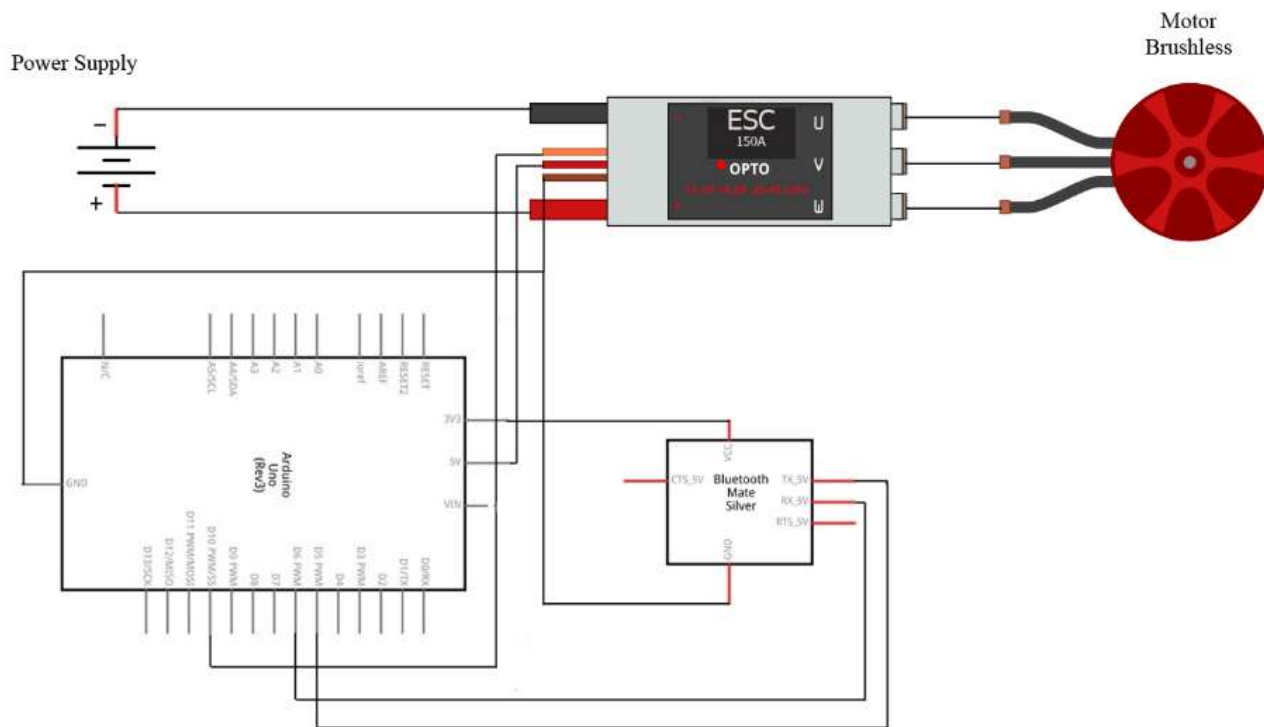 Motor
Brushless
Power Supply
−
+
ESC
150A
OPTO
U
V
W
N/C
A5/SCL
A4/SDA
A3
A2
A1
A0
ioref
AREF
RESET2
RESET
3V3
5V
VIN
GND
Arduino
Uno
(Rev3)
D13/SCK
D12/MISO
D11 PWM/MOSI
D10 PWM/SS
D9 PWM
D8
D7
D6 PWM
D5 PWM
D4
D3 PWM
D2
D1/TX
D0/RX
VCC
CTS_5V
Bluetooth
Mate
Silver
TX_5V
RX_5V
RTS_5V
GND